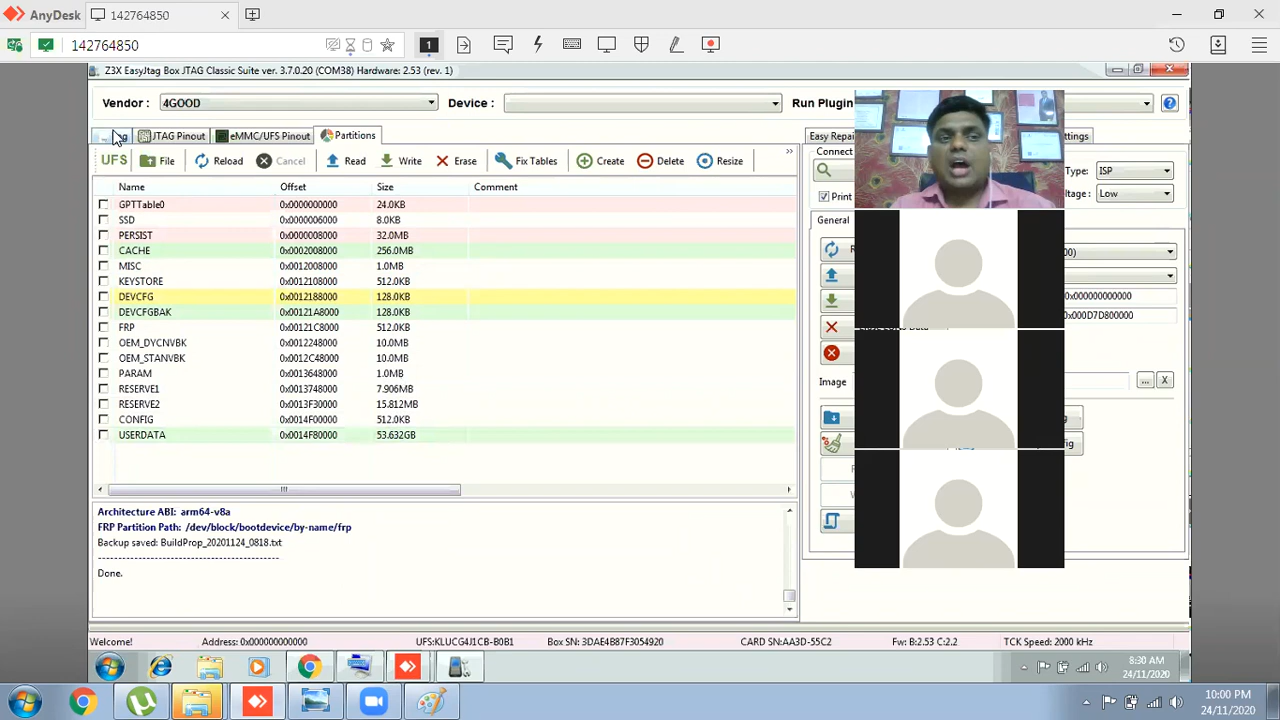 AnyDesk
142764850
142764850
1
Z3X EasyJtag Box JTAG Classic Suite ver. 3.7.0.20 (COM38) Hardware: 2.53 (rev. 1)
Vendor : 4GOOD Device : Run Plugin
JTAG Pinout eMMC/UFS Pinout Partitions Easy Repair
UFS File Reload Cancel Read Write Erase Fix Tables Create Delete Resize
Connect
Type: ISP
Print Low
General
Name Offset Size Comment
GPTTable0 0x0000000000 24.0KB
SSD 0x0000006000 8.0KB
PERSIST 0x0000008000 32.0MB
CACHE 0x0002008000 256.0MB
MISC 0x0012008000 1.0MB
KEYSTORE 0x0012108000 512.0KB
DEVCFG 0x0012188000 128.0KB
DEVCFGBAK 0x00121A8000 128.0KB
FRP 0x00121C8000 512.0KB
OEM_DYCNVBK 0x0012248000 10.0MB
OEM_STANVBK 0x0012C48000 10.0MB
PARAM 0x0013648000 1.0MB
RESERVE1 0x0013748000 7.906MB
RESERVE2 0x0013F30000 15.812MB
CONFIG 0x0014F00000 512.0KB
USERDATA 0x0014F80000 53.632GB
0x000000000000
0x000D7D800000
Image ... X
Architecture ABI: arm64-v8a
FRP Partition Path: /dev/block/bootdevice/by-name/frp
Backup saved: BuildProp_20201124_0818.txt
----------------------------------------
Done.
Welcome! Address: 0x000000000000 UFS:KLUCG4J1CB-B0B1 Box SN: 3DAE4B87F3054920 CARD SN:AA3D-55C2 Fw: B:2.53 C:2.2 TCK Speed: 2000 kHz
8:30 AM
24/11/2020
10:00 PM
24/11/2020